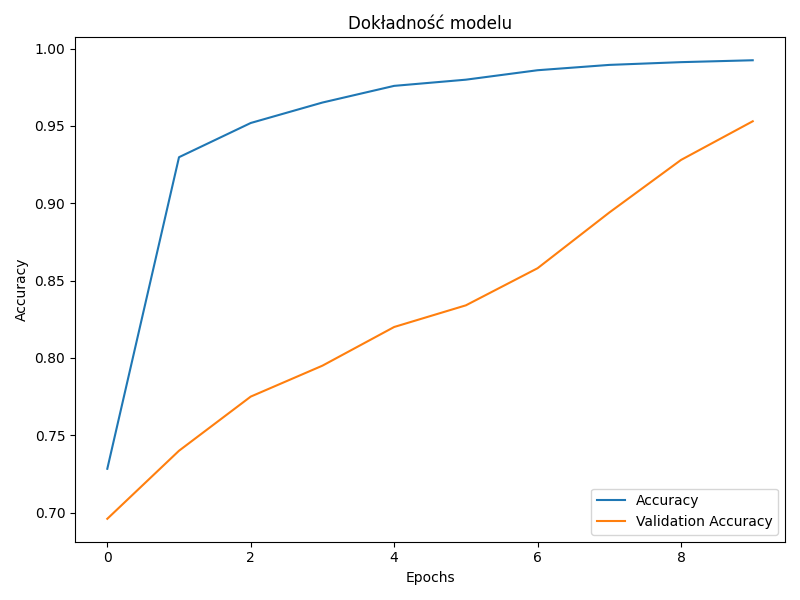 Dokładność modelu
1.00
0.95
0.90
0.85
0.80
0.75
0.70
Accuracy
0 2 4 6 8
Epochs
Accuracy
Validation Accuracy